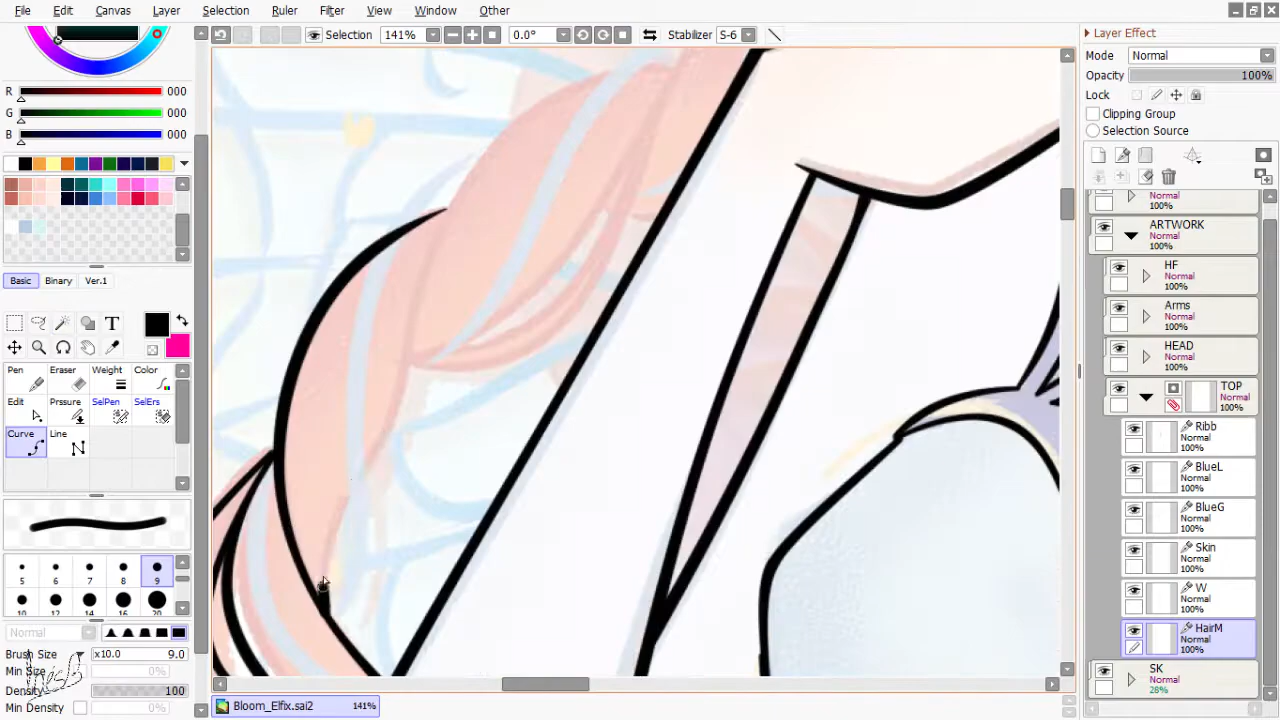 File Edit Canvas Layer Selection Ruler Filter View Window Other
Selection 141% 0.0° Stabilizer S-6
Layer Effect
Mode Normal
Opacity 100%
Lock
Clipping Group
Selection Source
R 000
G 000
B 000
Basic Binary Ver.1
T
Pen Eraser Weight Color
Edit Prssure SelPen SelErs
Curve Line
5 6 7 8 9
10 12 14 16 20
Normal
Brush Size x10.0 9.0
Min Size 0%
Density 100
Min Density 0%
Normal
100%
ARTWORK
Normal
100%
HF
Normal
100%
Arms
Normal
100%
HEAD
Normal
100%
TOP
Normal
100%
Ribb
Normal
100%
BlueL
Normal
100%
BlueG
Normal
100%
Skin
Normal
100%
W
Normal
100%
HairM
Normal
100%
SK
Normal
28%
Bloom_Elfix.sai2 141%